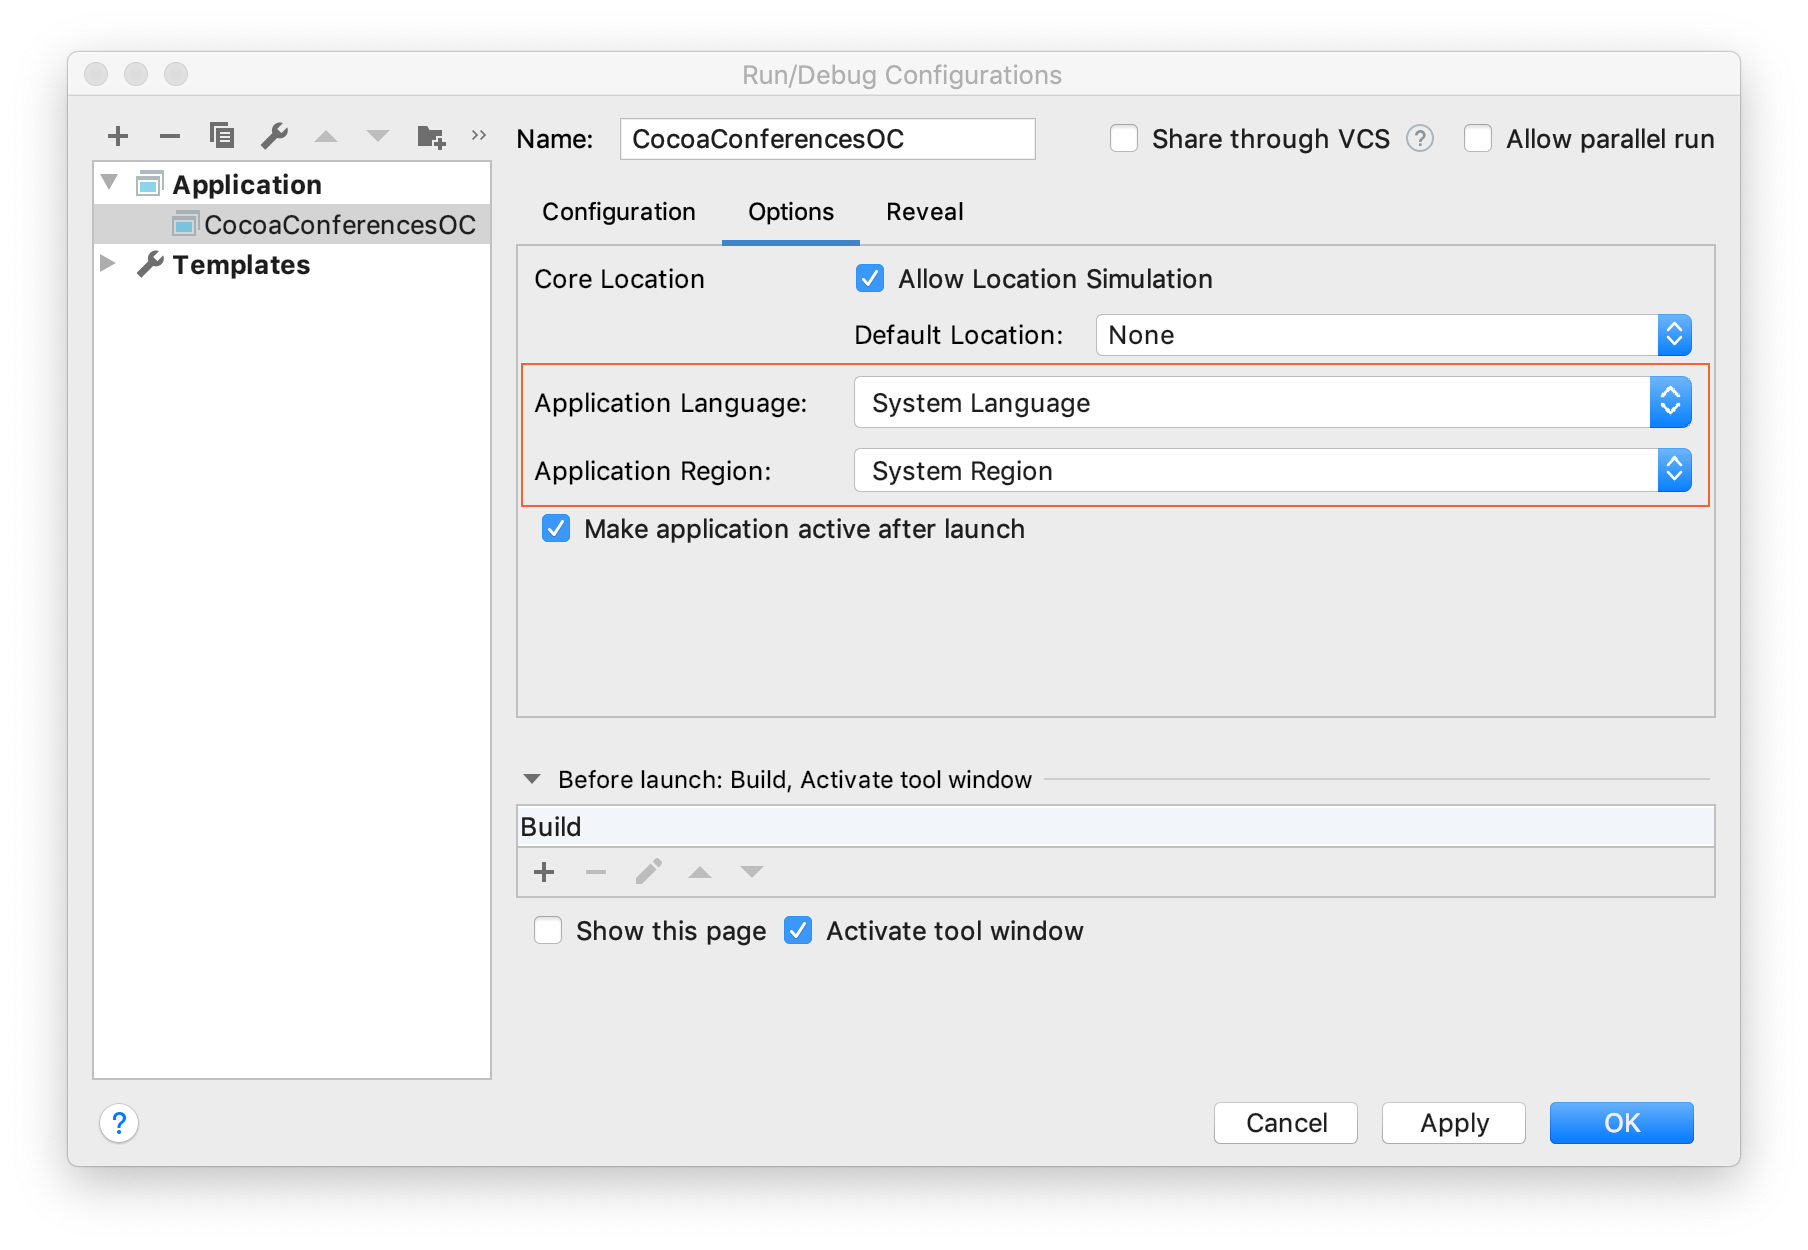 Run/Debug Configurations
Name: CocoaConferencesOC Share through VCS ? Allow parallel run
Application
CocoaConferencesOC
Templates
Configuration Options Reveal
Core Location Allow Location Simulation
Default Location: None
Application Language: System Language
Application Region: System Region
Make application active after launch
Before launch: Build, Activate tool window
Build
Show this page Activate tool window
? Cancel Apply OK